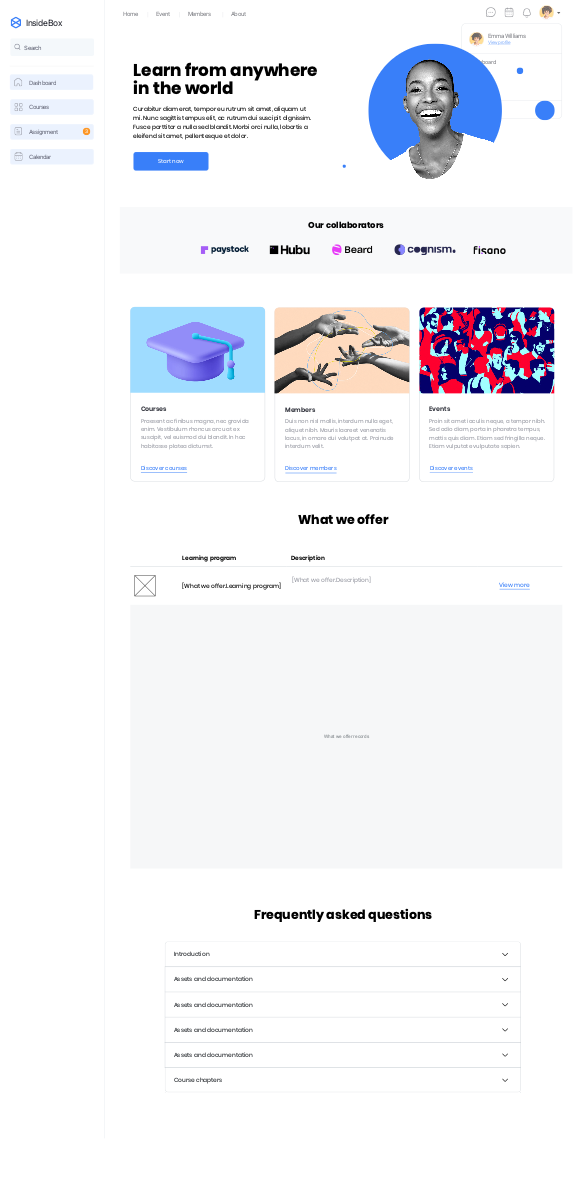 InsideBox
Search
Dashboard
Courses
Assignment
Calendar
Home
Event
Members
About
Emma Williams
View profile
board
Learn from anywhere
in the world
Curabitur diam erat, tempor eu rutrum sit amet, aliquam ut
mi. Nunc sagittis tempus elit, ac rutrum dui suscipit dignissim.
Fusce porttitor a nulla sed blandit. Morbi orci nulla, lobortis a
eleifend sit amet, pellentesque et dolor.
Start now
Our collaborators
paystock
Hubu
Beard
cognism.
fisano
Courses
Praesent ac finibus magna, nec gravida
enim. Vestibulum rhoncus arcu at ex
suscipit, vel euismod dui blandit. In hac
habitasse platea dictumst.
Discover courses
Members
Duis non nisl mollis, interdum nulla eget,
aliquet nibh. Mauris laoreet venenatis
lacus, in ornare dui volutpat at. Proin ude
interdum velit.
Discover members
Events
Proin sit amet iaculis neque, a tempor nibh.
Sed odio diam, porta in pharetra tempus,
mattis quis diam. Etiam sed fringilla neque.
Etiam vulputate vulputate sapien.
Discover events
What we offer
Learning program
Description
[What we offer.Learning program]
[What we offer.Description]
View more
What we offer records
Frequently asked questions
Introduction
Assets and documentation
Assets and documentation
Assets and documentation
Assets and documentation
Course chapters